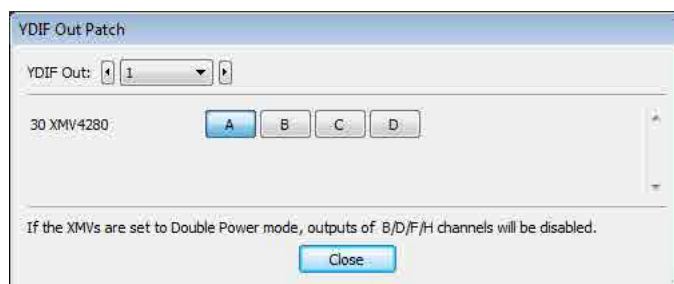 YDIF Out Patch
YDIF Out: 1
30 XMV4280 A B C D
If the XMVs are set to Double Power mode, outputs of B/D/F/H channels will be disabled.
Close